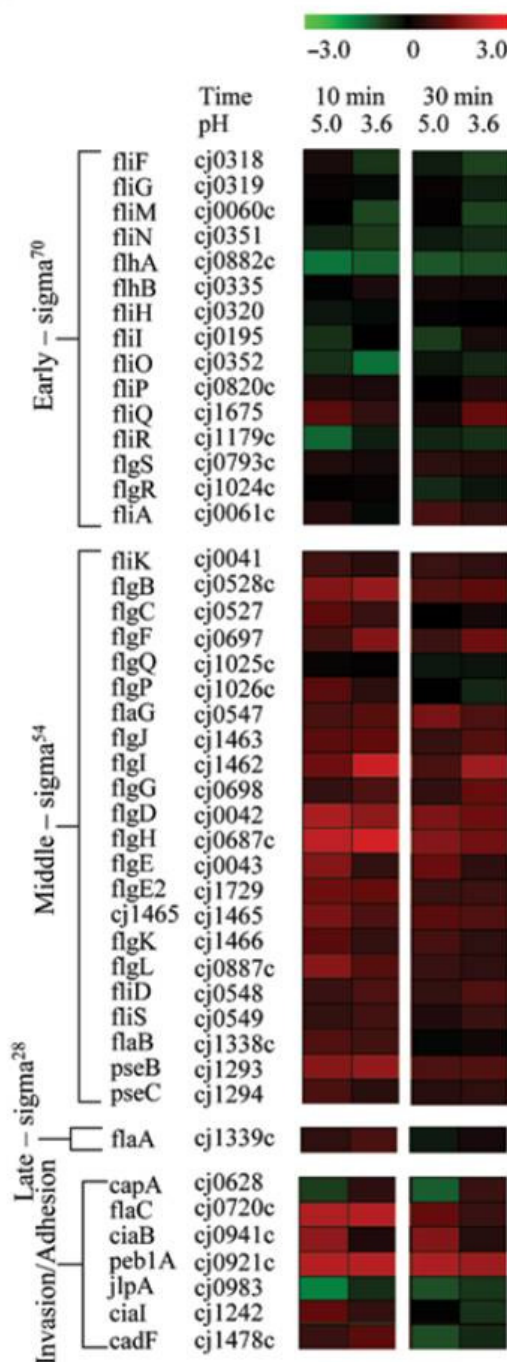 −3.0 0 3.0
Time 10 min 30 min
pH 5.0 3.6 5.0 3.6
Early – sigma70
fliF cj0318
fliG cj0319
fliM cj0060c
fliN cj0351
flhA cj0882c
flhB cj0335
fliH cj0320
fliI cj0195
fliO cj0352
fliP cj0820c
fliQ cj1675
fliR cj1179c
flgS cj0793c
flgR cj1024c
fliA cj0061c
Middle – sigma54
fliK cj0041
flgB cj0528c
flgC cj0527
flgF cj0697
flgQ cj1025c
flgP cj1026c
flaG cj0547
flgJ cj1463
flgI cj1462
flgG cj0698
flgD cj0042
flgH cj0687c
flgE cj0043
flgE2 cj1729
cj1465 cj1465
flgK cj1466
flgL cj0887c
fliD cj0548
fliS cj0549
flaB cj1338c
pseB cj1293
pseC cj1294
Late – sigma28
flaA cj1339c
Invasion/Adhesion
capA cj0628
flaC cj0720c
ciaB cj0941c
peb1A cj0921c
jlpA cj0983
ciaI cj1242
cadF cj1478c